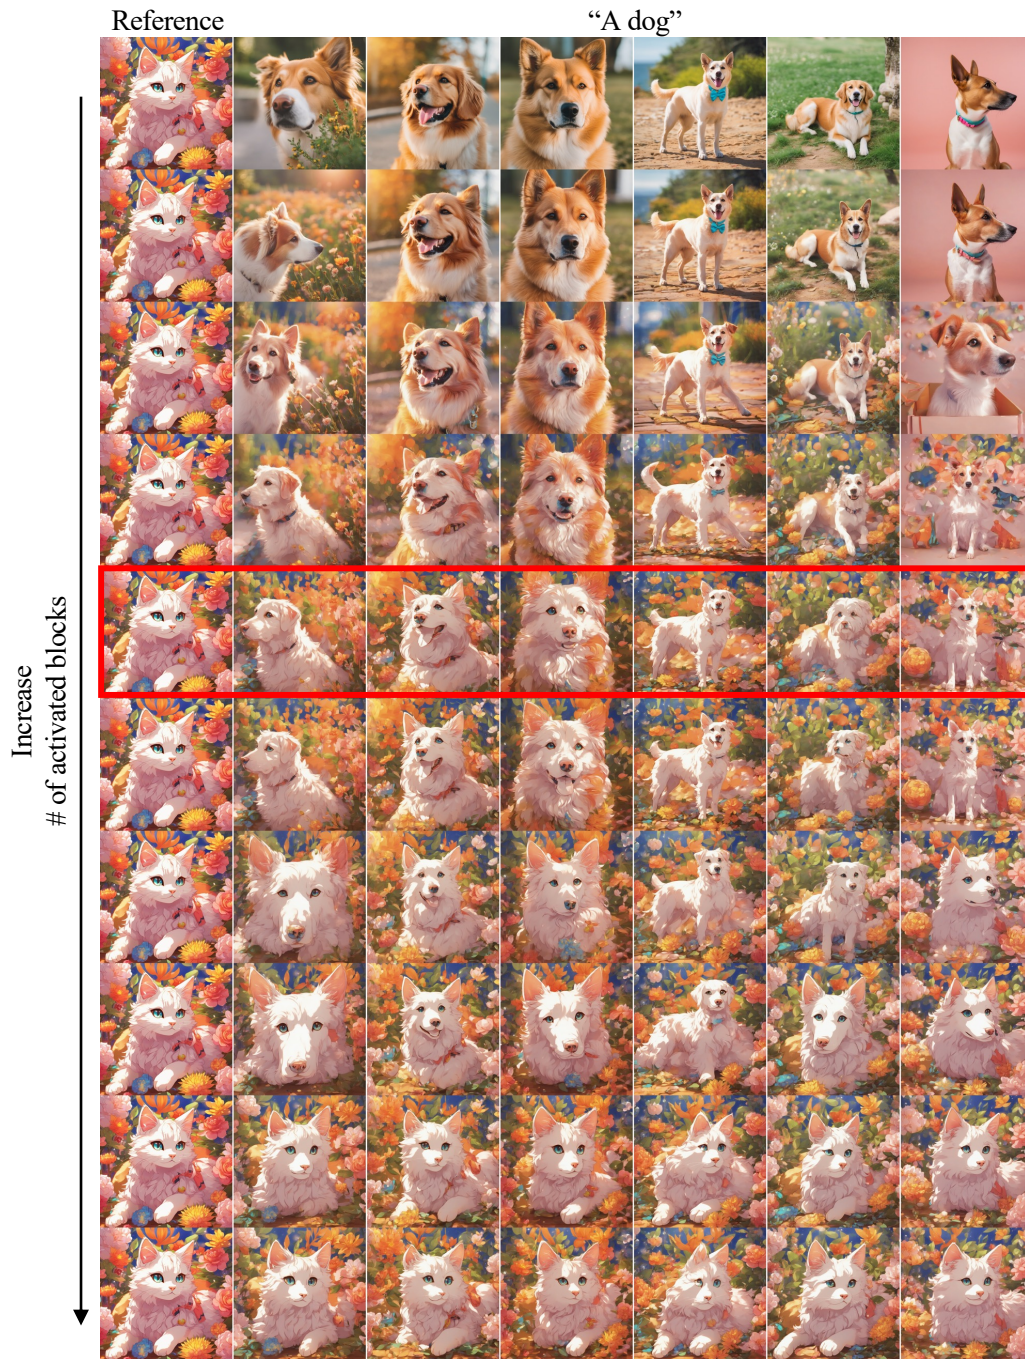 Reference
“A dog”
Increase
# of activated blocks